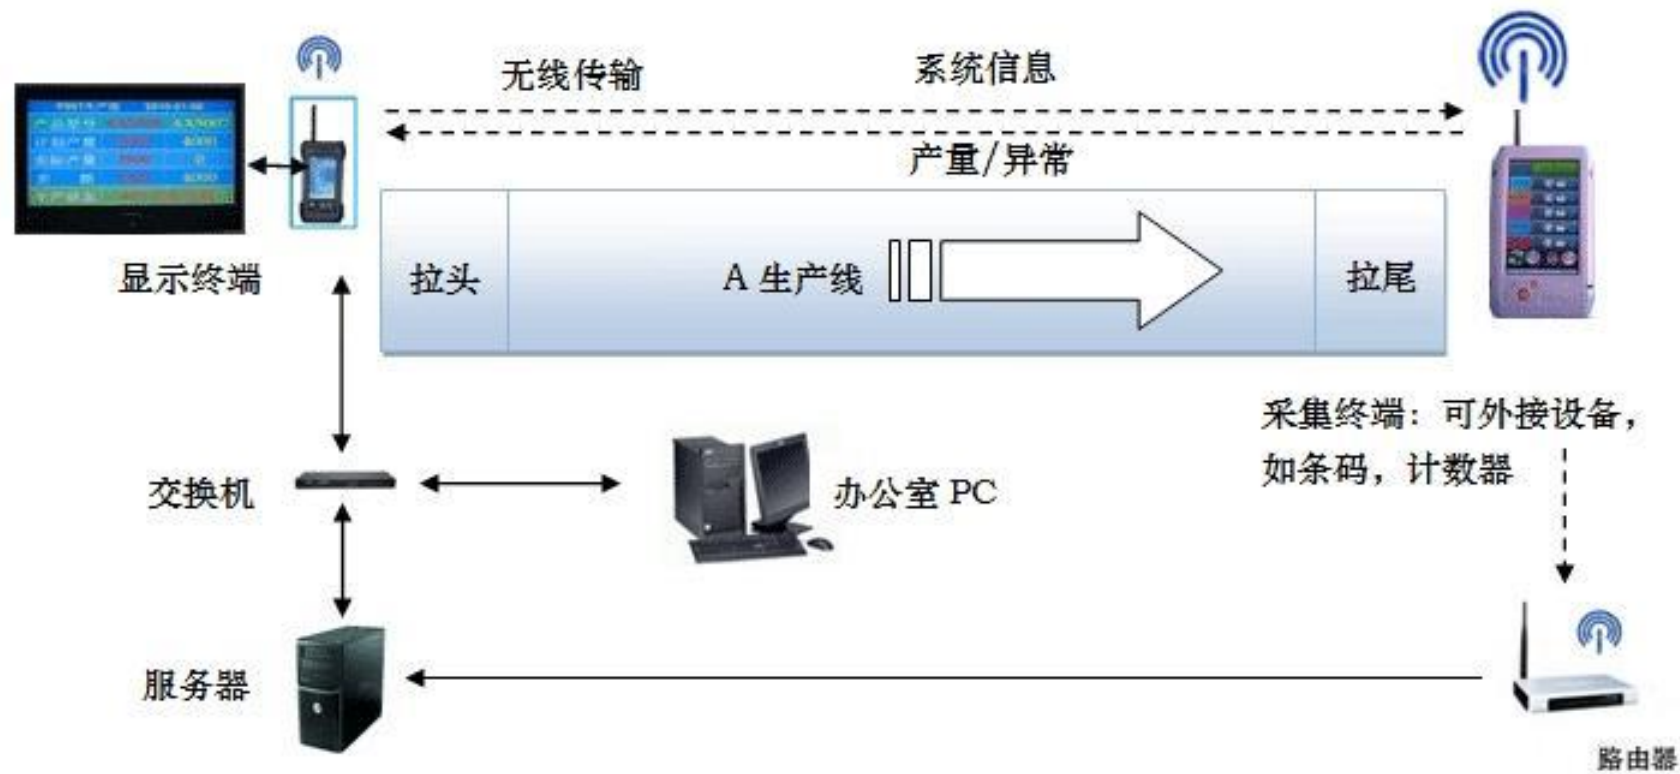 无线传输
系统信息
产量/异常
显示终端
拉头
A 生产线
拉尾
采集终端：可外接设备，
如条码，计数器
交换机
办公室 PC
服务器
路由器